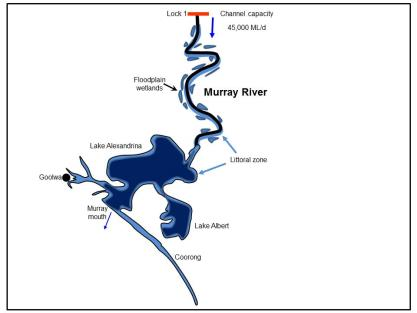 Lock 1
Channel capacity
45,000 ML/d
Floodplain
wetlands
Murray River
Lake Alexandrina
Littoral zone
Goolwa
Murray
mouth
Lake Albert
Coorong